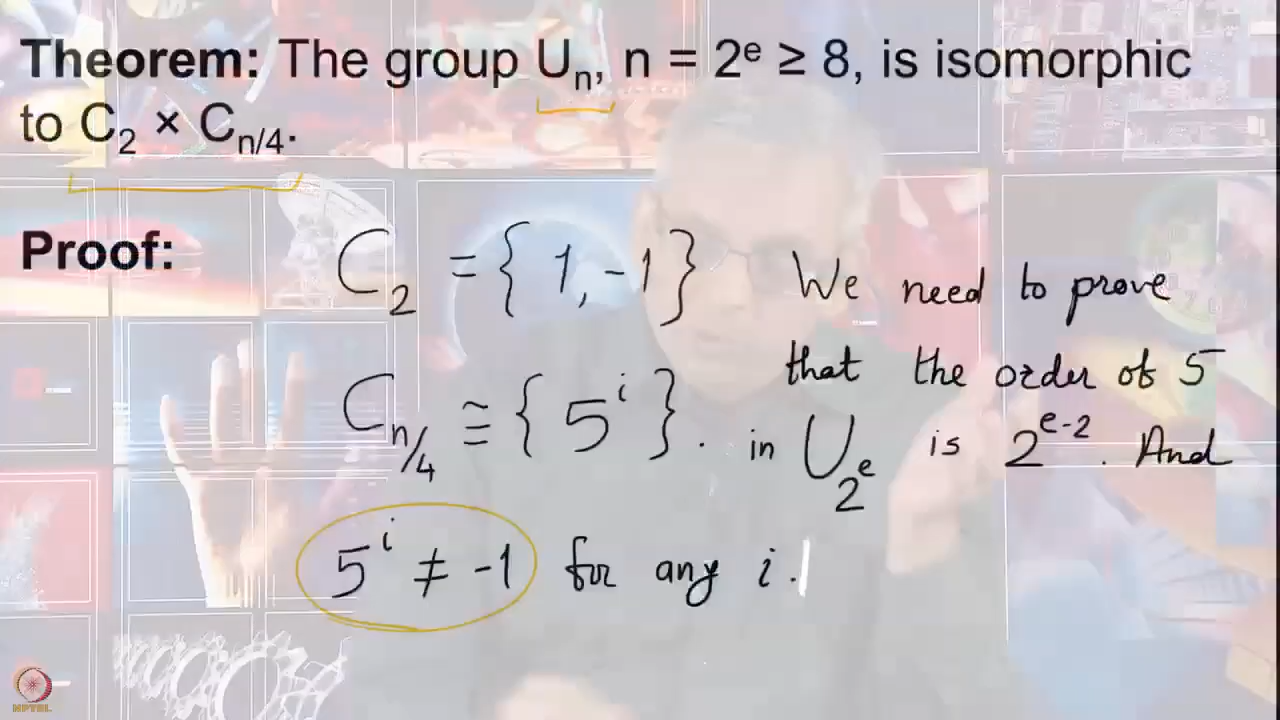 Theorem: The group Uₙ, n = 2ᵉ ≥ 8, is isomorphic
to C₂ × Cₙ/₄.
Proof:
C₂ = {1, -1}
We need to prove
that the order of 5
Cₙ/₄ ≅ {5ⁱ}. in U₂ᵉ is 2ᵉ⁻². And
5ⁱ ≠ -1 for any i.
NPTEL